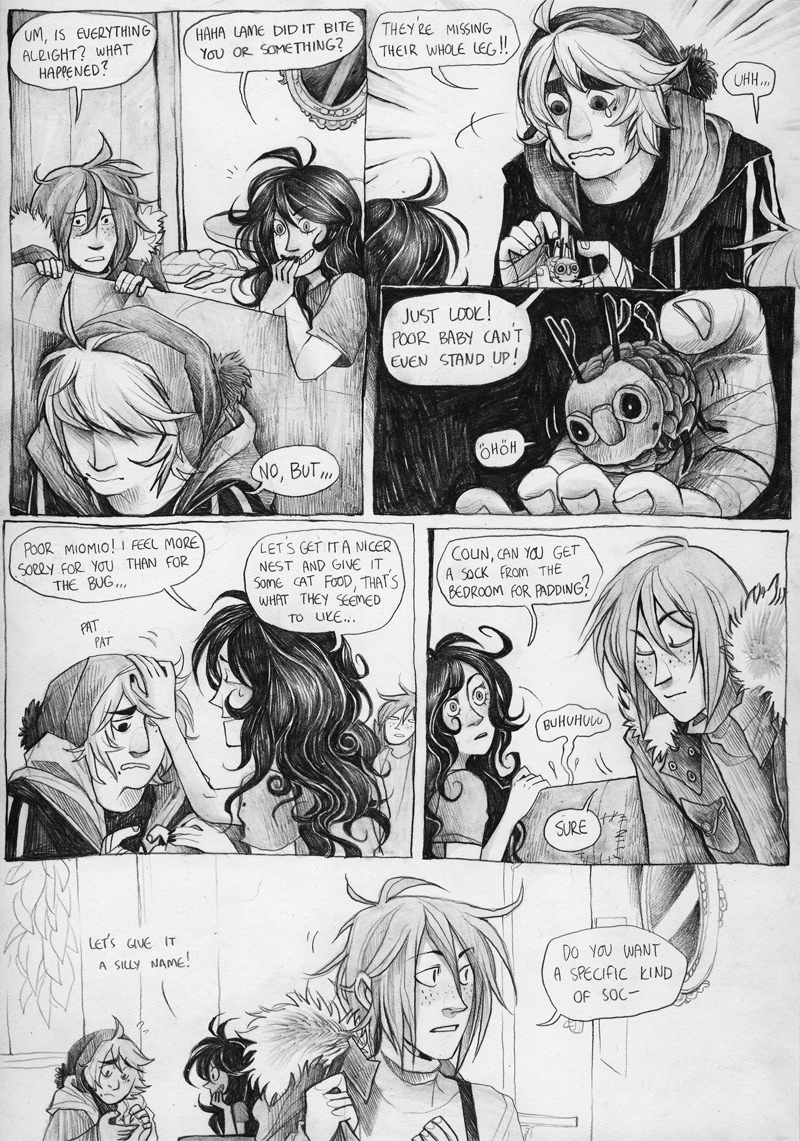 UM, IS EVERYTHING
ALRIGHT? WHAT
HAPPENED?
HAHA LAME DID IT BITE
YOU OR SOMETHING?
NO, BUT...
THEY'RE MISSING
THEIR WHOLE LEG!!
UHH...
JUST LOOK!
POOR BABY CAN'T
EVEN STAND UP!
"ÖHÖH
POOR MIOMIO! I FEEL MORE
SORRY FOR YOU THAN FOR
THE BUG...
LET'S GET IT A NICER
NEST AND GIVE IT
SOME CAT FOOD, THAT'S
WHAT THEY SEEMED
TO LIKE...
PAT
PAT
COLIN, CAN YOU GET
A SOCK FROM THE
BEDROOM FOR PADDING?
BUHUHUUU
SURE
LET'S GIVE IT
A SILLY NAME!
DO YOU WANT
A SPECIFIC KIND
OF SOC-